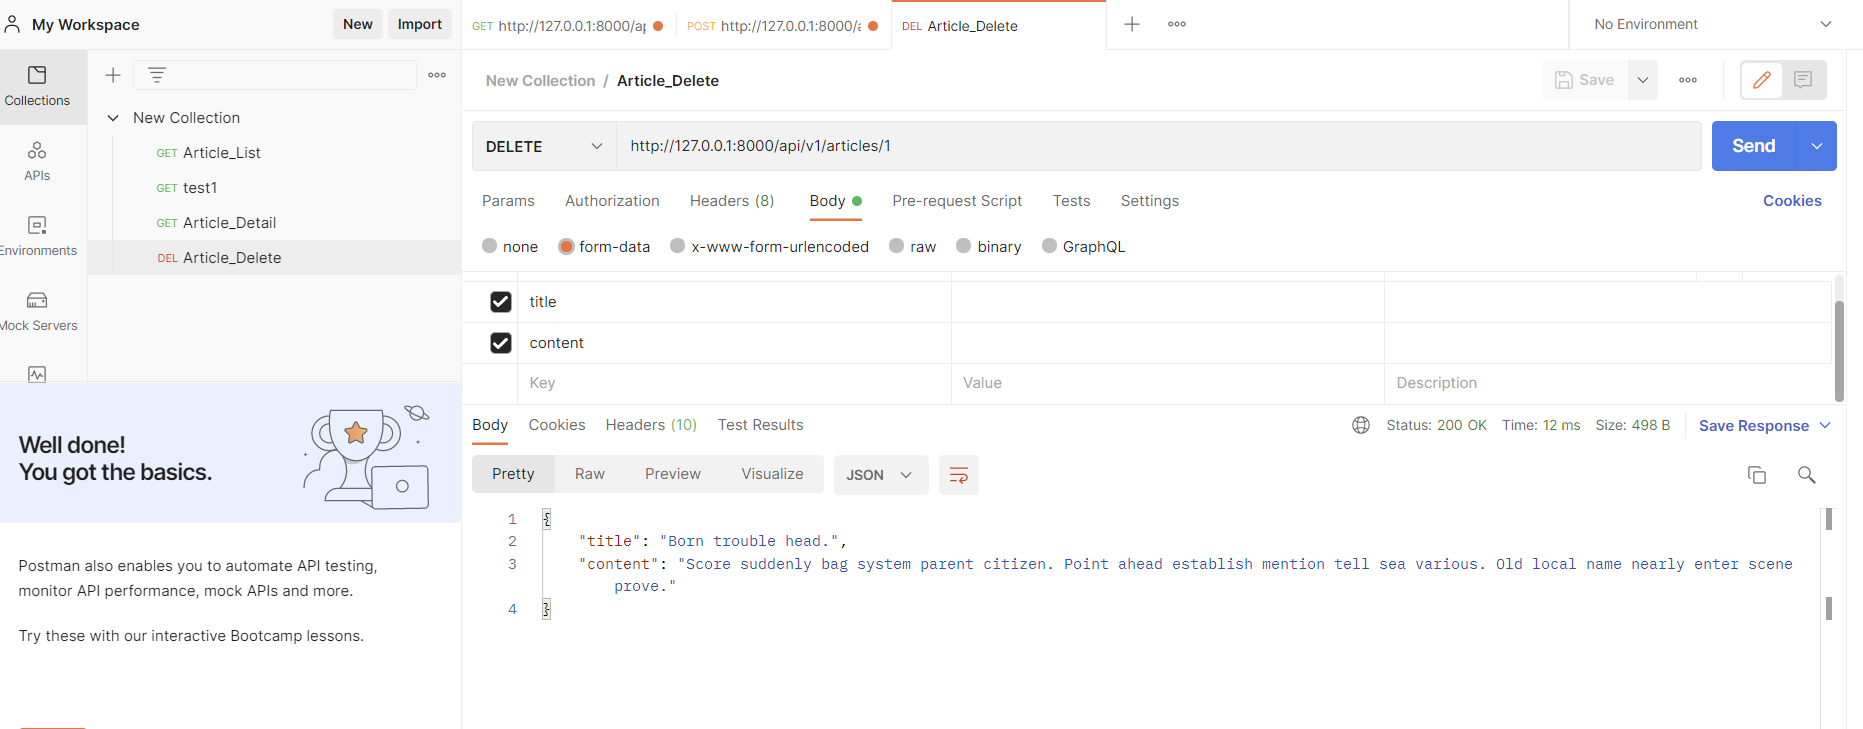 My Workspace
New
Import
GET http://127.0.0.1:8000/ap
POST http://127.0.0.1:8000/a
DEL Article_Delete
No Environment
Collections
APIs
Environments
Mock Servers
New Collection
GET Article_List
GET test1
GET Article_Detail
DEL Article_Delete
Well done!
You got the basics.
Postman also enables you to automate API testing,
monitor API performance, mock APIs and more.
Try these with our interactive Bootcamp lessons.
New Collection / Article_Delete
Save
DELETE
http://127.0.0.1:8000/api/v1/articles/1
Send
Params Authorization Headers (8) Body Pre-request Script Tests Settings
Cookies
none form-data x-www-form-urlencoded raw binary GraphQL
title
content
Key Value Description
Body Cookies Headers (10) Test Results
Status: 200 OK Time: 12 ms Size: 498 B
Save Response
Pretty Raw Preview Visualize JSON
1 {
2 "title": "Born trouble head.",
3 "content": "Score suddenly bag system parent citizen. Point ahead establish mention tell sea various. Old local name nearly enter scene
prove."
4 }